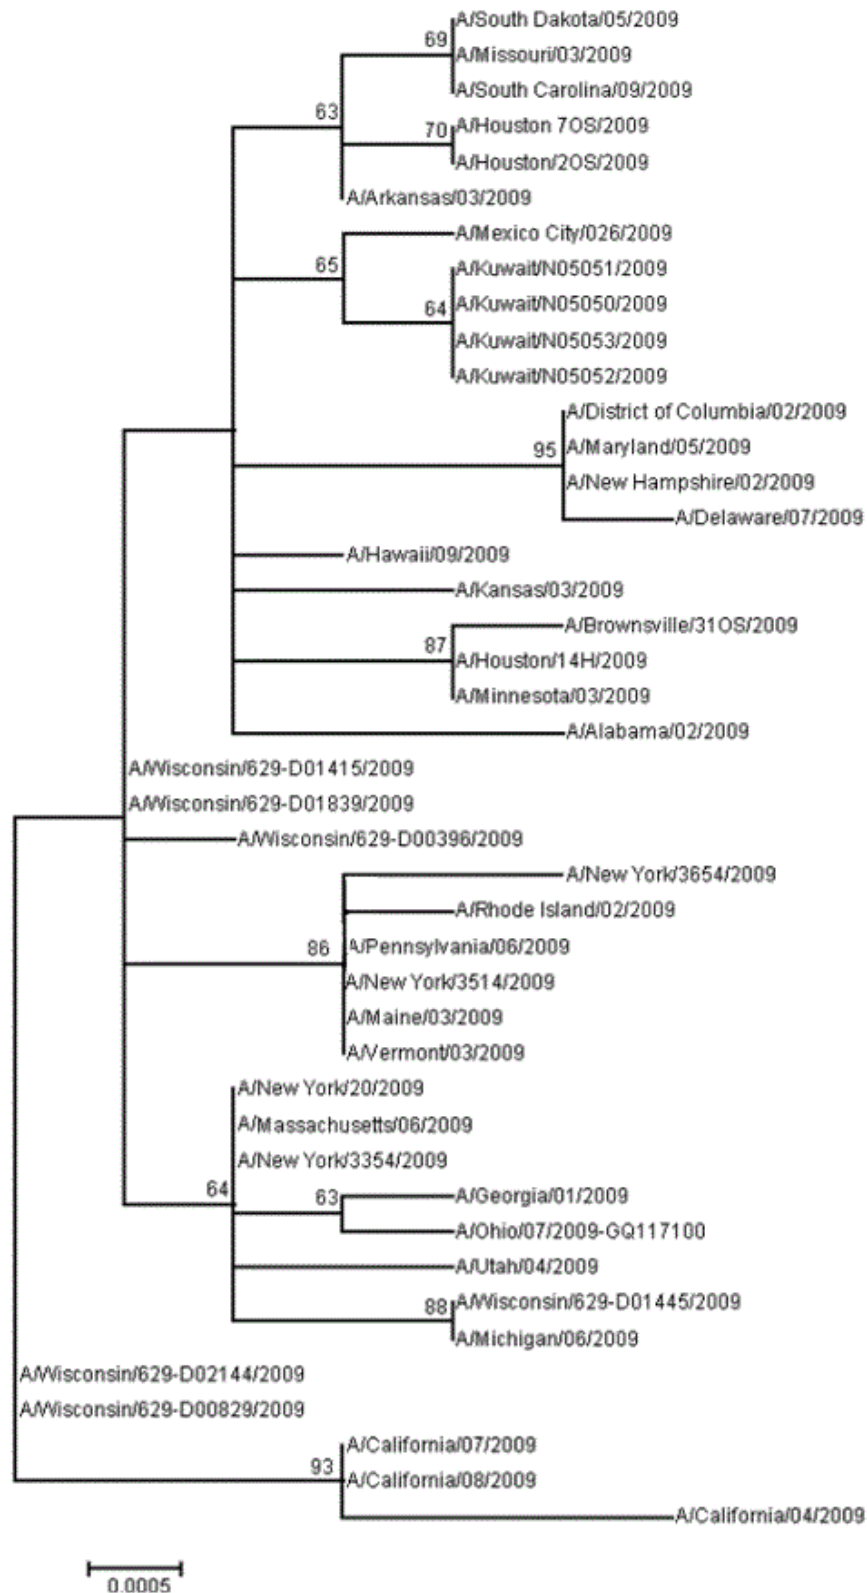 A/South Dakota/05/2009
69
A/Missouri/03/2009
A/South Carolina/09/2009
63
70
A/Houston 7OS/2009
A/Houston/2OS/2009
A/Arkansas/03/2009
A/Mexico City/026/2009
65
A/Kuwait/N05051/2009
64
A/Kuwait/N05050/2009
A/Kuwait/N05053/2009
A/Kuwait/N05052/2009
A/District of Columbia/02/2009
95
A/Maryland/05/2009
A/New Hampshire/02/2009
A/Delaware/07/2009
A/Hawaii/09/2009
A/Kansas/03/2009
A/Brownsville/31OS/2009
87
A/Houston/14H/2009
A/Minnesota/03/2009
A/Alabama/02/2009
A/Wisconsin/629-D01415/2009
A/Wisconsin/629-D01839/2009
A/Wisconsin/629-D00396/2009
A/New York/3654/2009
A/Rhode Island/02/2009
86
A/Pennsylvania/06/2009
A/New York/3514/2009
A/Maine/03/2009
A/Vermont/03/2009
A/New York/20/2009
A/Massachusetts/06/2009
A/New York/3354/2009
64
63
A/Georgia/01/2009
A/Ohio/07/2009-GQ117100
A/Utah/04/2009
88
A/Wisconsin/629-D01445/2009
A/Michigan/06/2009
A/Wisconsin/629-D02144/2009
A/Wisconsin/629-D00829/2009
A/California/07/2009
93
A/California/08/2009
A/California/04/2009
0.0005